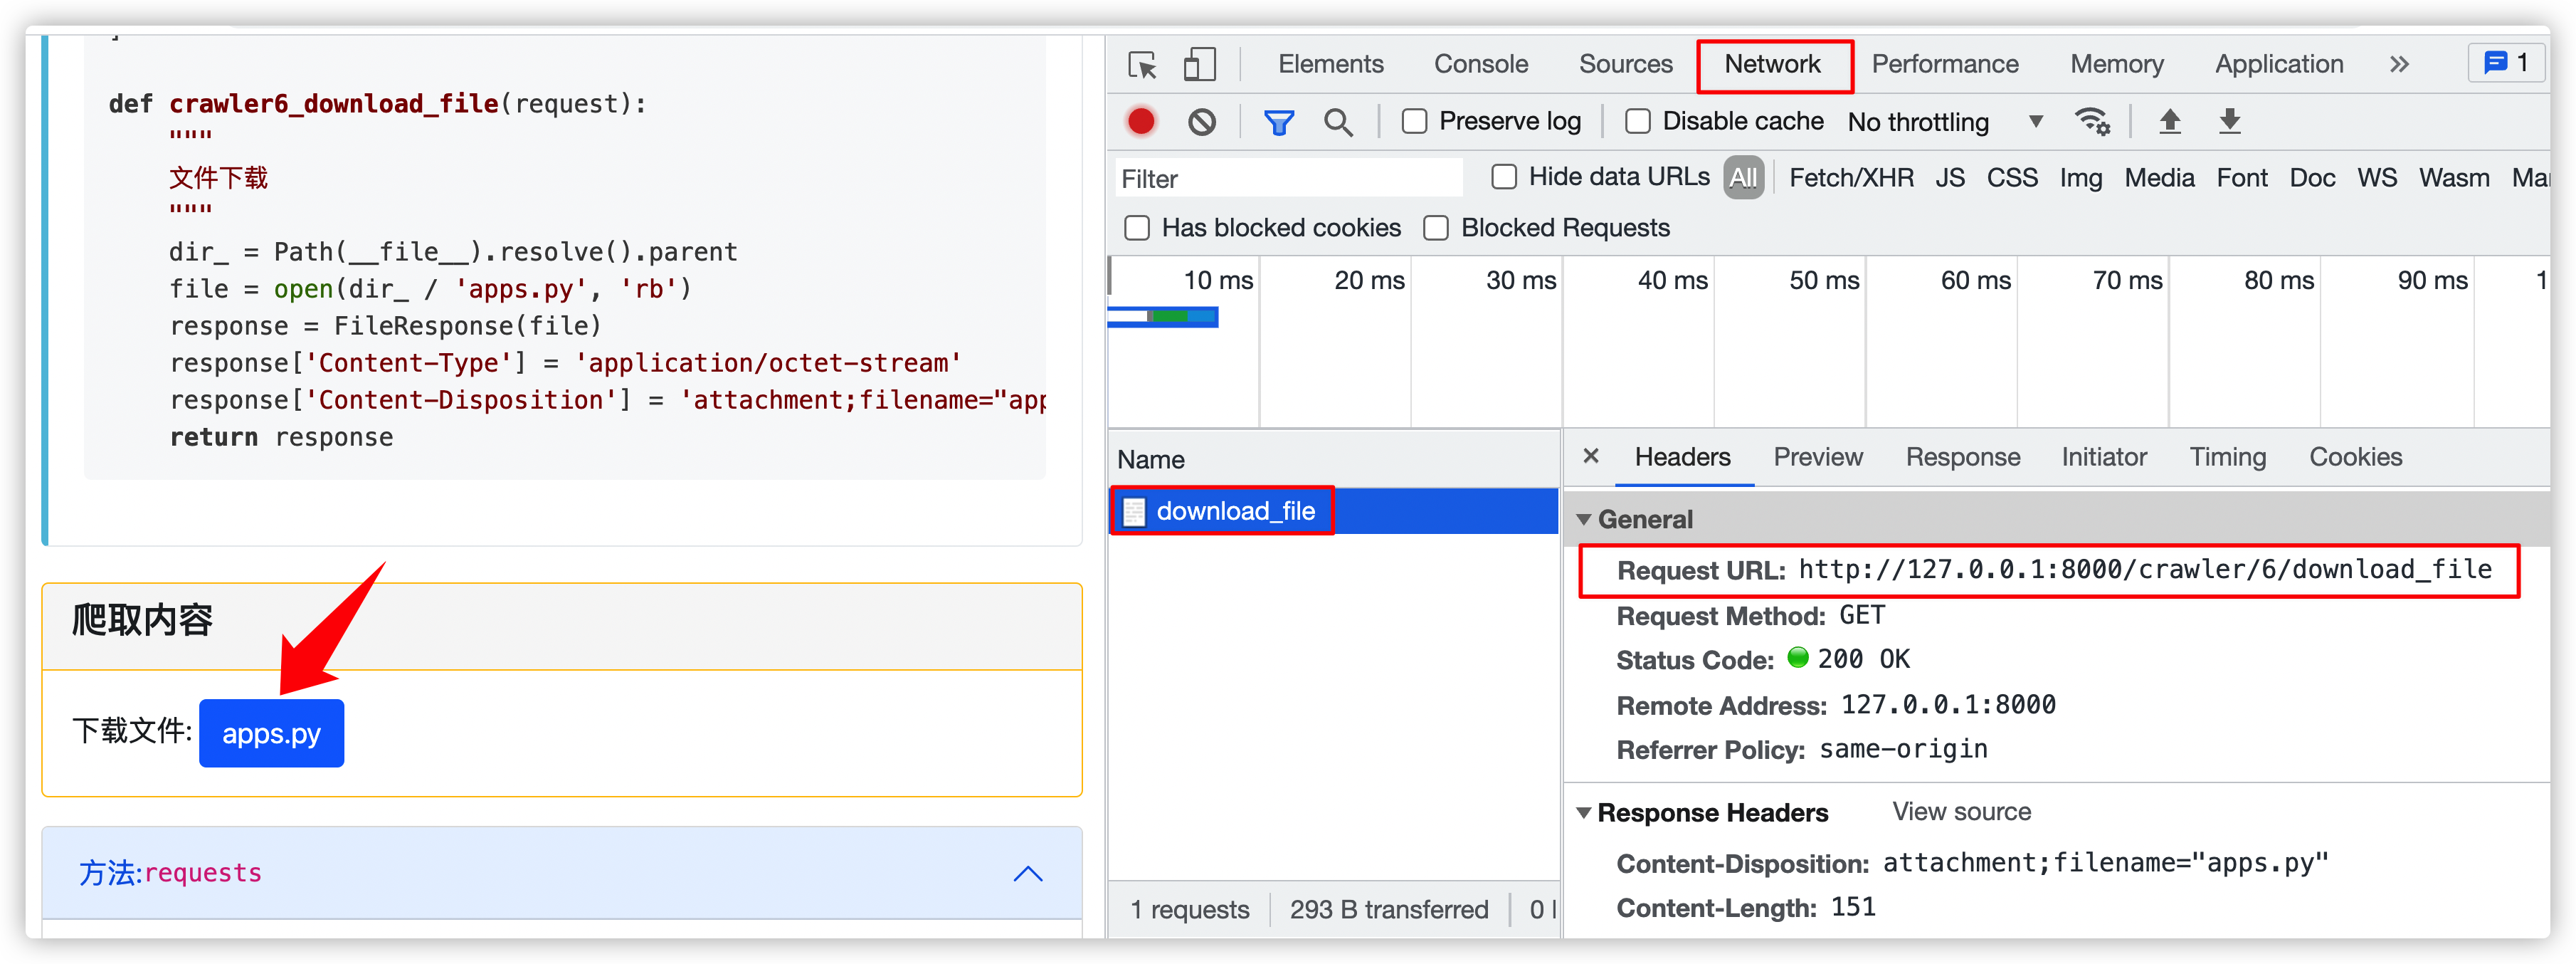 def crawler6_download_file(request):
"""
文件下载
"""
dir_ = Path(__file__).resolve().parent
file = open(dir_ / 'apps.py', 'rb')
response = FileResponse(file)
response['Content-Type'] = 'application/octet-stream'
response['Content-Disposition'] = 'attachment;filename="app
return response
爬取内容
下载文件: apps.py
方法:requests
Elements Console Sources Network Performance Memory Application » 1
Preserve log Disable cache No throttling
Filter Hide data URLs All Fetch/XHR JS CSS Img Media Font Doc WS Wasm Ma
Has blocked cookies Blocked Requests
10 ms 20 ms 30 ms 40 ms 50 ms 60 ms 70 ms 80 ms 90 ms 1
Name
download_file
1 requests 293 B transferred 0
× Headers Preview Response Initiator Timing Cookies
General
Request URL: http://127.0.0.1:8000/crawler/6/download_file
Request Method: GET
Status Code: 200 OK
Remote Address: 127.0.0.1:8000
Referrer Policy: same-origin
Response Headers View source
Content-Disposition: attachment;filename="apps.py"
Content-Length: 151